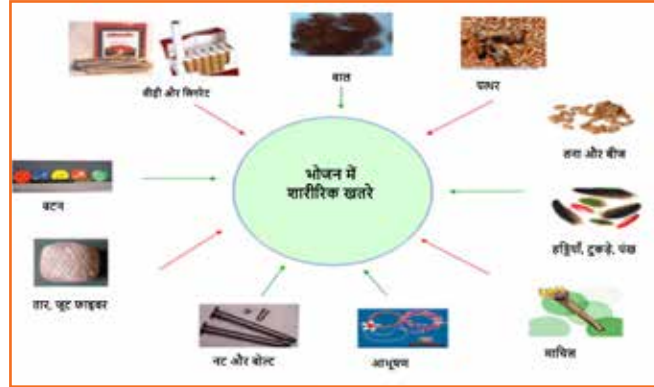 बीड़ी और सिगरेट
बाल
पत्थर
तना और बीज
बटन
भोजन में
शारीरिक खतरे
हड्डियाँ, टुकड़े, पंख
तार, जूट फाइबर
नट और बोल्ट
आभूषण
माचिस